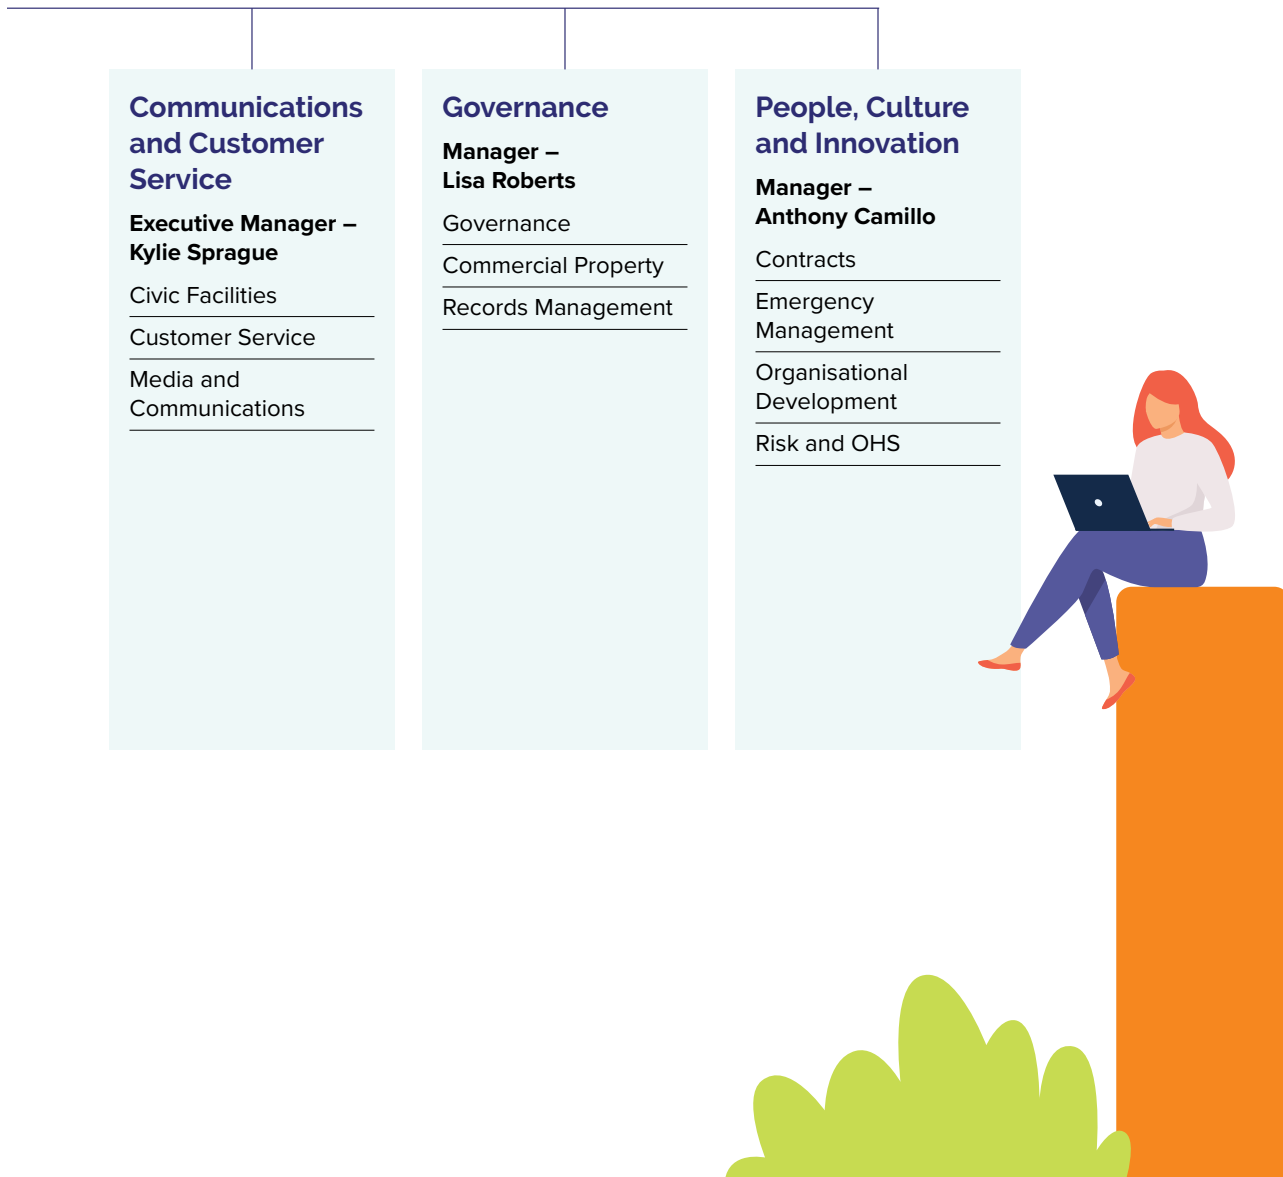 Communications
and Customer
Service
Executive Manager –
Kylie Sprague
Civic Facilities
Customer Service
Media and
Communications
Governance
Manager –
Lisa Roberts
Governance
Commercial Property
Records Management
People, Culture
and Innovation
Manager –
Anthony Camillo
Contracts
Emergency
Management
Organisational
Development
Risk and OHS